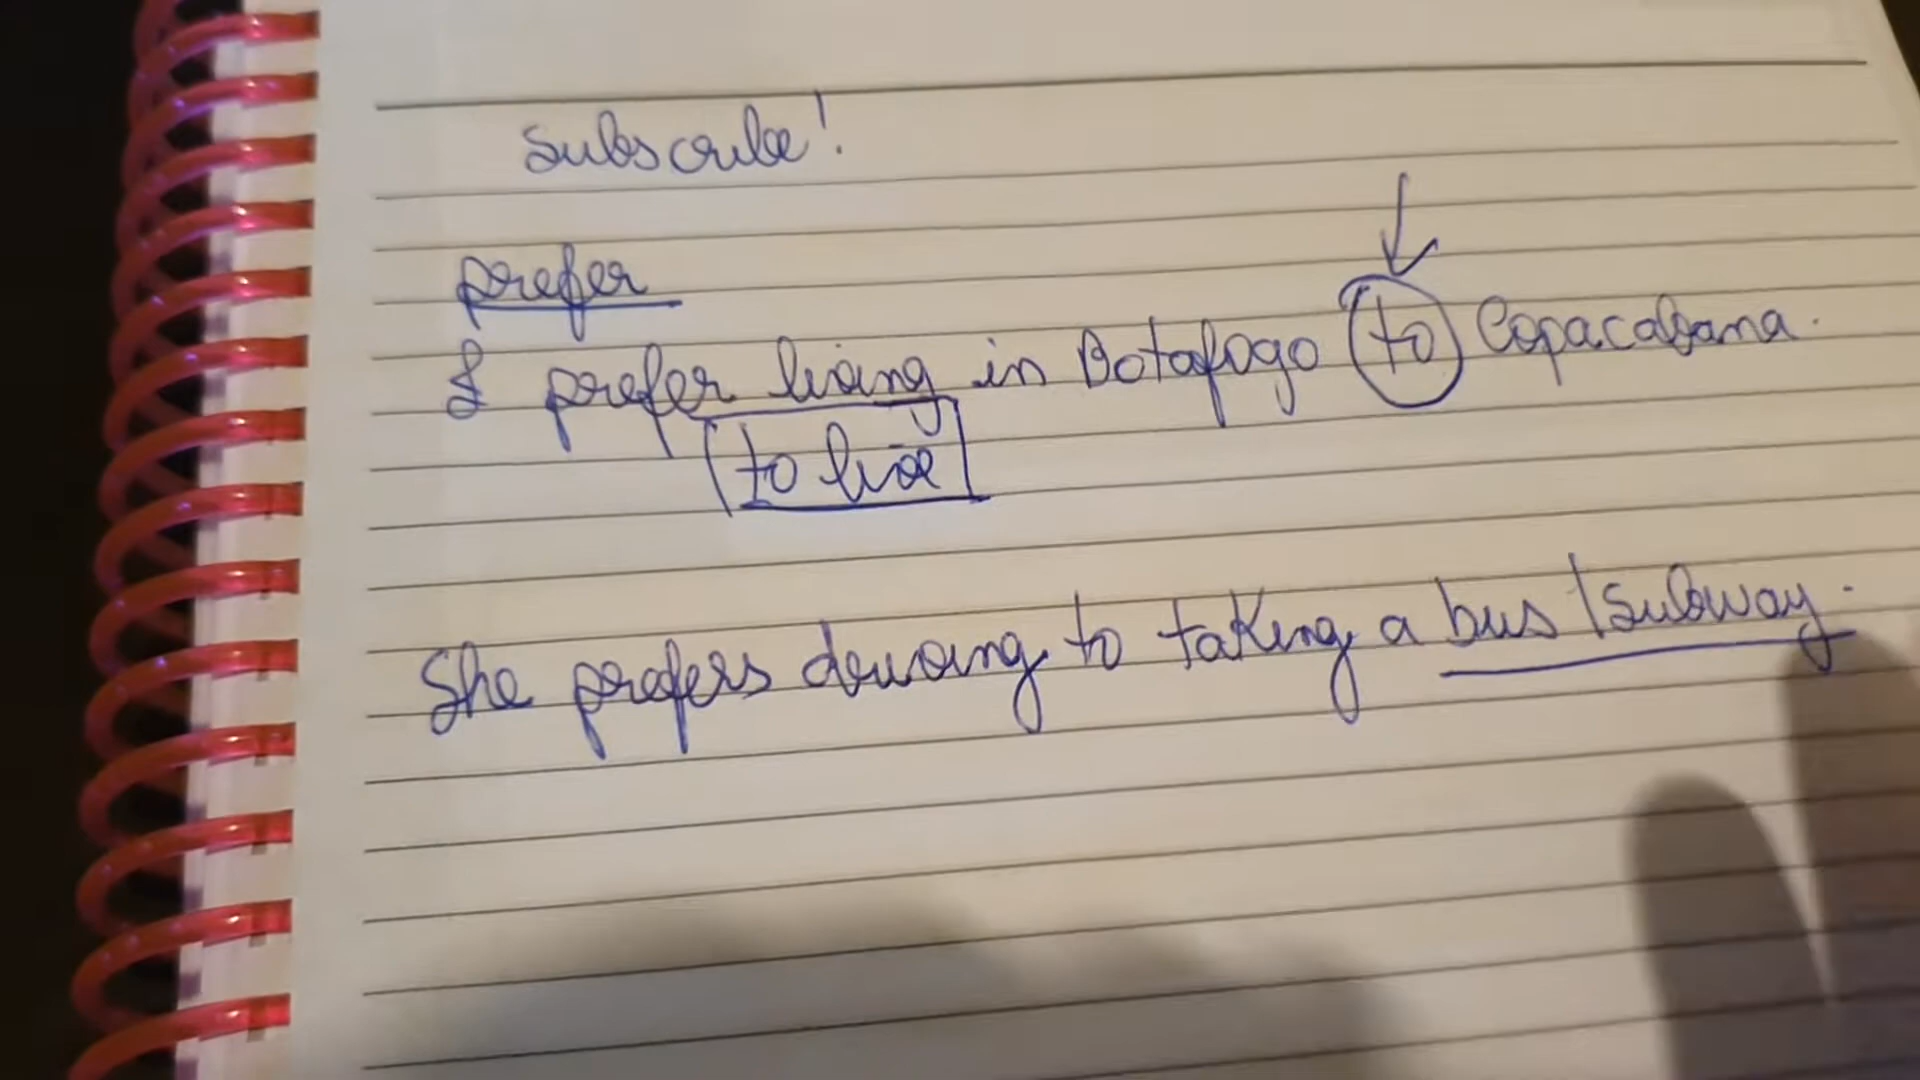 Subscribe!
prefer
I prefer living in Botafogo to Copacabana.
to live
She prefers driving to taking a bus/subway.